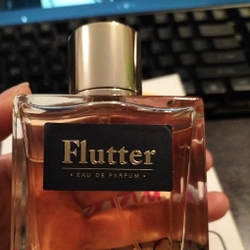 Flutter
• EAU DE PARFUM •